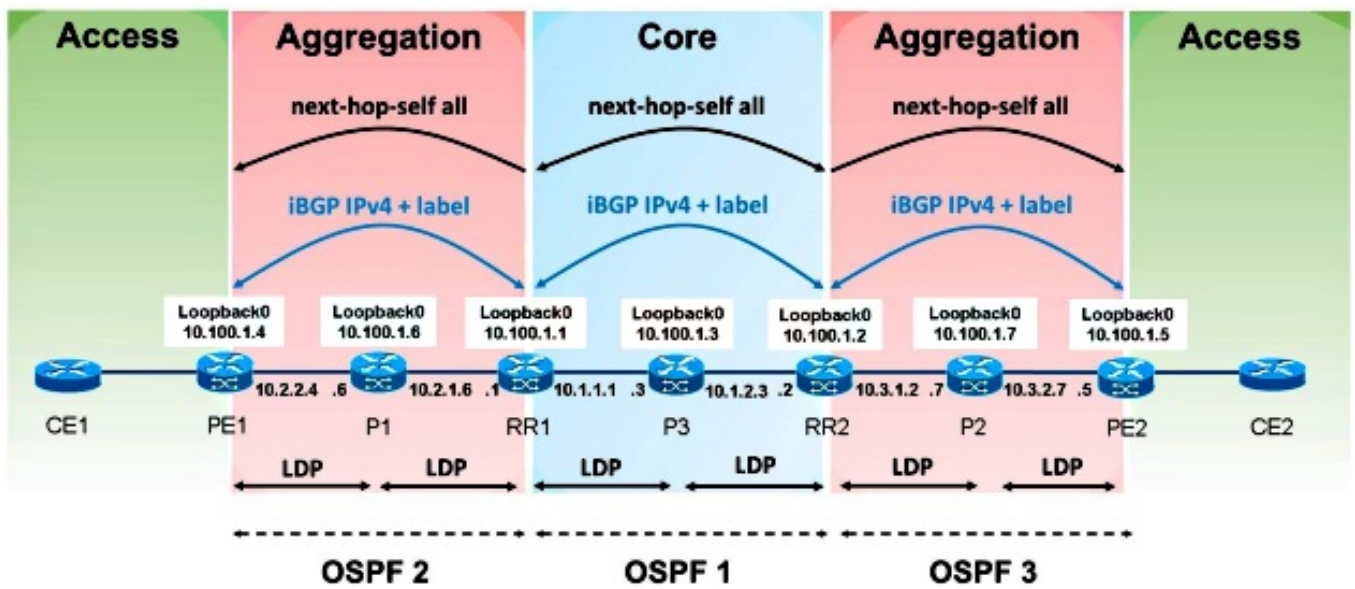 Access
Aggregation
Core
Aggregation
Access
next-hop-self all
next-hop-self all
next-hop-self all
iBGP IPv4 + label
iBGP IPv4 + label
iBGP IPv4 + label
Loopback0
10.100.1.4
Loopback0
10.100.1.6
Loopback0
10.100.1.1
Loopback0
10.100.1.3
Loopback0
10.100.1.2
Loopback0
10.100.1.7
Loopback0
10.100.1.5
10.2.2.4 .6
10.2.1.6 .1
10.1.1.1 .3
10.1.2.3 .2
10.3.1.2 .7
10.3.2.7 .5
CE1
PE1
P1
RR1
P3
RR2
P2
PE2
CE2
LDP
LDP
LDP
LDP
LDP
LDP
OSPF 2
OSPF 1
OSPF 3